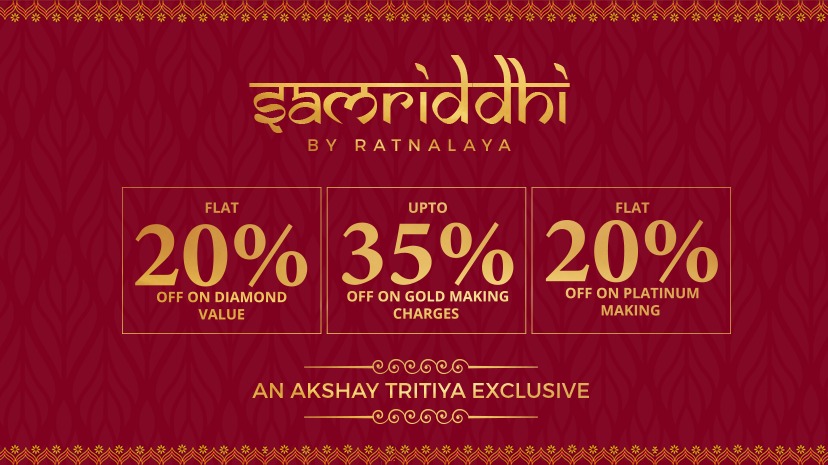 samriddhi
BY RATNALAYA
FLAT
20%
OFF ON DIAMOND
VALUE
UPTO
35%
OFF ON GOLD MAKING
CHARGES
FLAT
20%
OFF ON PLATINUM
MAKING
AN AKSHAY TRITIYA EXCLUSIVE